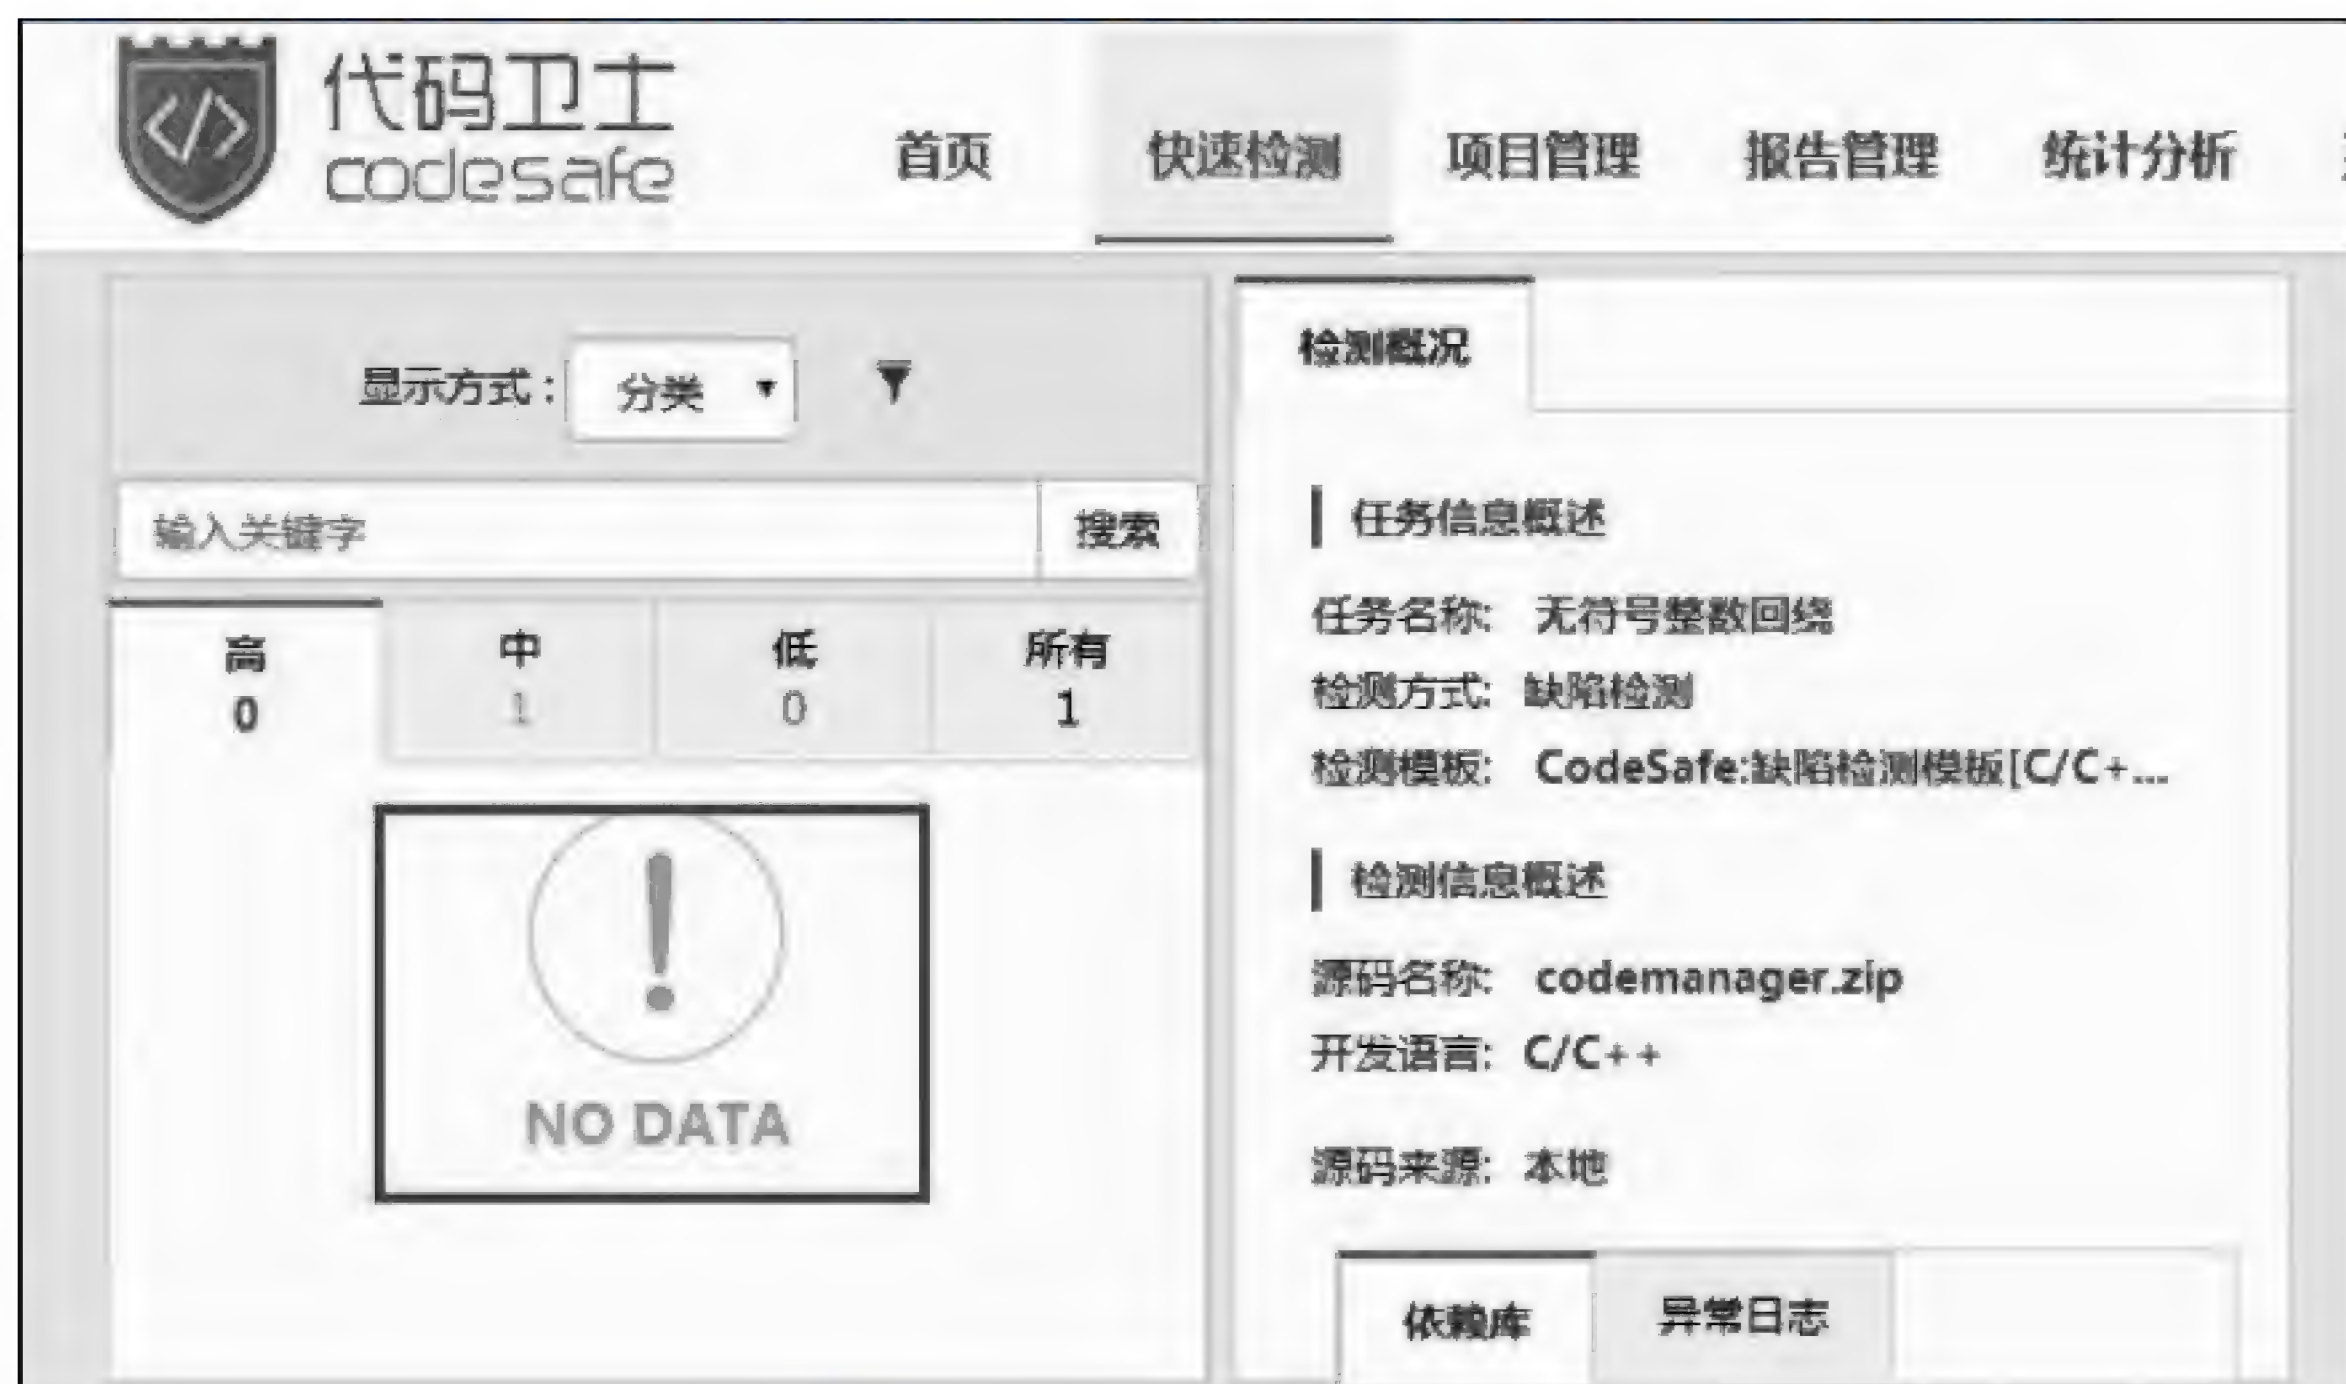 代码卫士
codesafe
首页 快速检测 项目管理 报告管理 统计分析
显示方式: 分类
输入关键字 搜索
高 中 低 所有
0 1 0 1
NO DATA
检测概况
任务信息概述
任务名称: 无符号整数回绕
检测方式: 缺陷检测
检测模板: CodeSafe:缺陷检测模板[C/C+...
检测信息概述
源码名称: codemanager.zip
开发语言: C/C++
源码来源: 本地
依赖库 异常日志